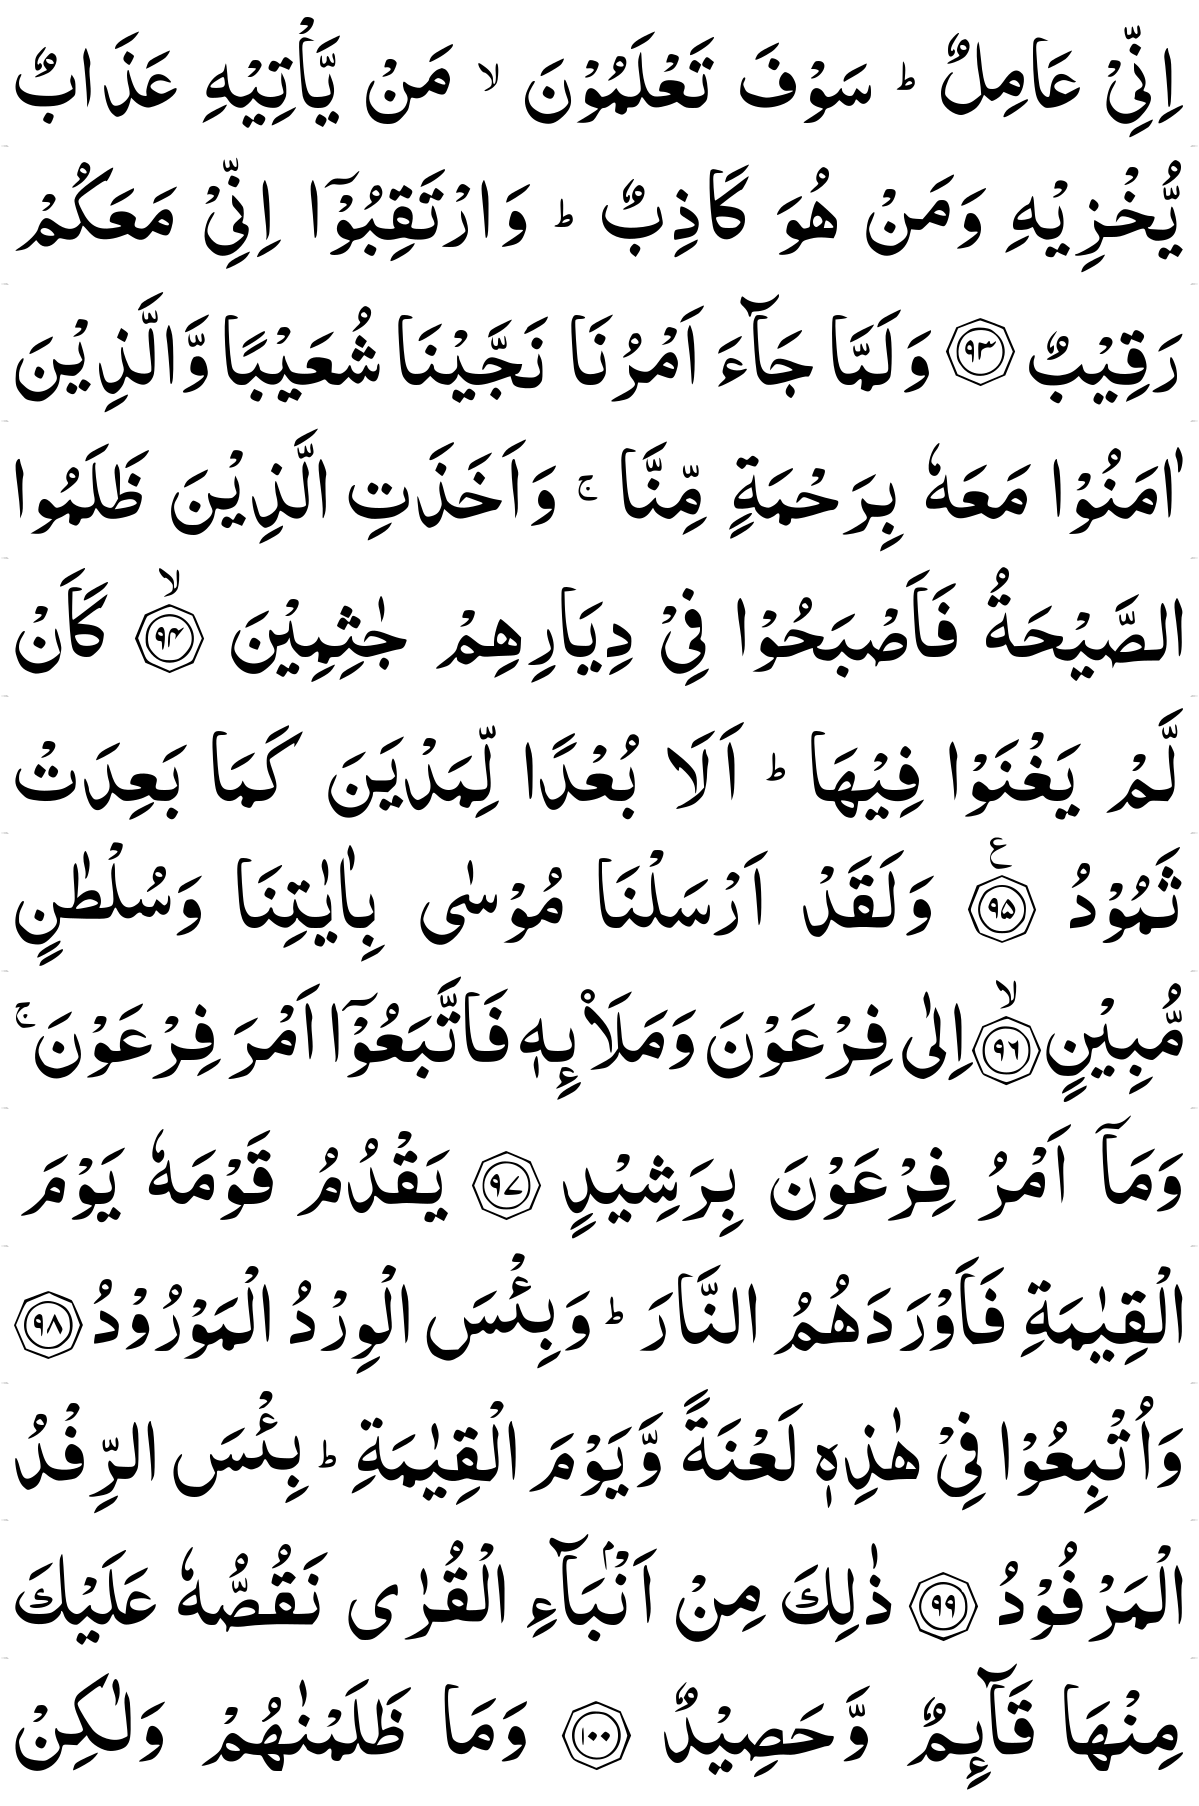 اِنِّىْ عَامِلٌ ؕ سَوْفَ تَعْلَمُوْنَ ۙ مَنْ يَّاْتِيْهِ عَذَابٌ
يُّخْزِيْهِ وَمَنْ هُوَ كَاذِبٌ ؕ وَارْتَقِبُوْۤا اِنِّىْ مَعَكُمْ
رَقِيْبٌ ﴿۹۳﴾ وَلَمَّا جَآءَ اَمْرُنَا نَجَّيْنَا شُعَيْبًا وَّالَّذِيْنَ
اٰمَنُوْا مَعَهٗ بِرَحْمَةٍ مِّنَّا ۚ وَاَخَذَتِ الَّذِيْنَ ظَلَمُوا
الصَّيْحَةُ فَاَصْبَحُوْا فِىْ دِيَارِهِمْ جٰثِمِيْنَ ۙ﴿۹۴﴾ كَاَنْ
لَّمْ يَغْنَوْا فِيْهَا ؕ اَلَا بُعْدًا لِّمَدْيَنَ كَمَا بَعِدَتْ
ثَمُوْدُ ﴿۹۵﴾ ع وَلَقَدْ اَرْسَلْنَا مُوْسٰى بِاٰيٰتِنَا وَسُلْطٰنٍ
مُّبِيْنٍ ۙ﴿۹۶﴾ اِلٰى فِرْعَوْنَ وَمَلَا۟ئِهٖ فَاتَّبَعُوْۤا اَمْرَ فِرْعَوْنَ ۚ
وَمَاۤ اَمْرُ فِرْعَوْنَ بِرَشِيْدٍ ﴿۹۷﴾ يَقْدُمُ قَوْمَهٗ يَوْمَ
الْقِيٰمَةِ فَاَوْرَدَهُمُ النَّارَ ؕ وَبِئْسَ الْوِرْدُ الْمَوْرُوْدُ ﴿۹۸﴾
وَاُتْبِعُوْا فِىْ هٰذِهٖ لَعْنَةً وَّيَوْمَ الْقِيٰمَةِ ؕ بِئْسَ الرِّفْدُ
الْمَرْفُوْدُ ﴿۹۹﴾ ذٰلِكَ مِنْ اَنْۢبَآءِ الْقُرٰى نَقُصُّهٗ عَلَيْكَ
مِنْهَا قَآئِمٌ وَّحَصِيْدٌ ﴿۱۰۰﴾ وَمَا ظَلَمْنٰهُمْ وَلٰكِنْ